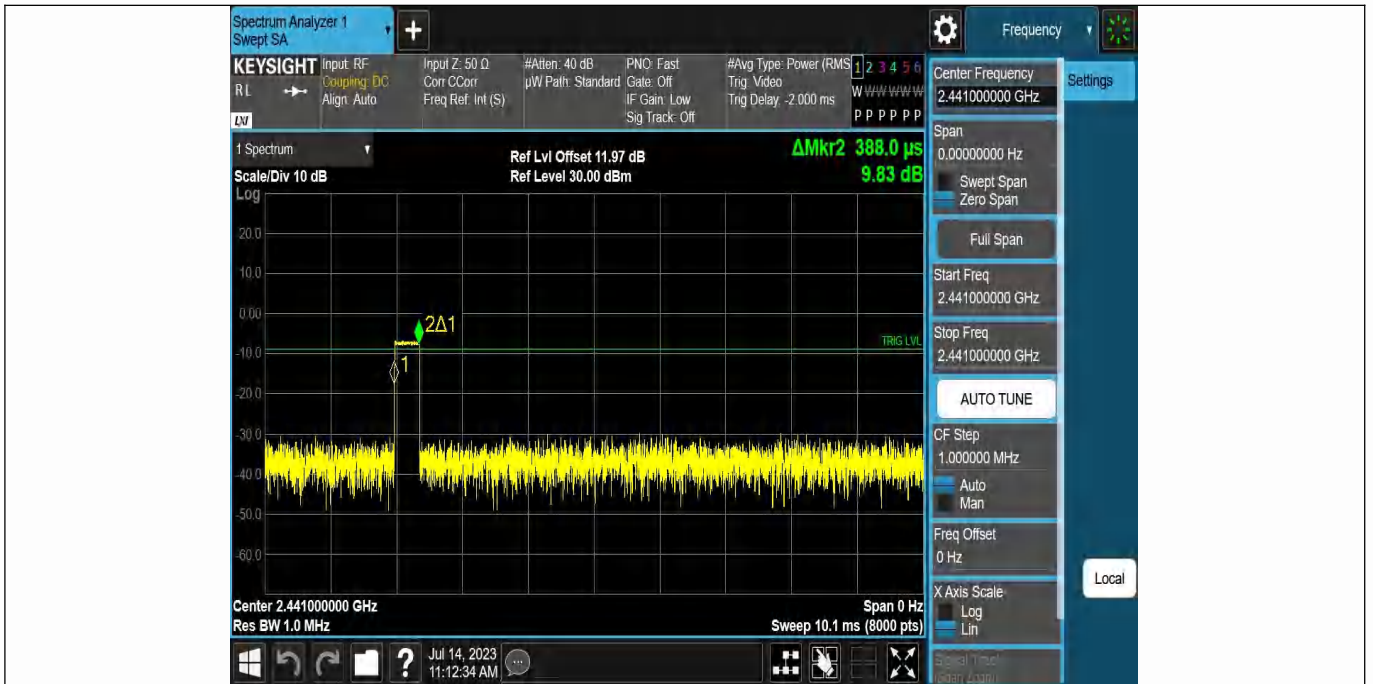 Spectrum Analyzer 1
Swept SA
+
Frequency
KEYSIGHT
RL
LXI
Input: RF
Coupling: DC
Align: Auto
Input Z: 50 Ω
Corr CCorr
Freq Ref: Int (S)
#Atten: 40 dB
µW Path: Standard
PNO: Fast
Gate: Off
IF Gain: Low
Sig Track: Off
#Avg Type: Power (RMS
Trig: Video
Trig Delay: -2.000 ms
1 2 3 4 5 6
W W W W W W
P P P P P P
1 Spectrum
Scale/Div 10 dB
Log
Ref Lvl Offset 11.97 dB
Ref Level 30.00 dBm
ΔMkr2 388.0 µs
9.83 dB
20.0
10.0
0.00
-10.0
-20.0
-30.0
-40.0
-50.0
-60.0
2Δ1
1
TRIG LVL
Center 2.441000000 GHz
Res BW 1.0 MHz
Span 0 Hz
Sweep 10.1 ms (8000 pts)
?
Jul 14, 2023
11:12:34 AM
Center Frequency
2.441000000 GHz
Settings
Span
0.00000000 Hz
Swept Span
Zero Span
Full Span
Start Freq
2.441000000 GHz
Stop Freq
2.441000000 GHz
AUTO TUNE
CF Step
1.000000 MHz
Auto
Man
Freq Offset
0 Hz
X Axis Scale
Log
Lin
Local
Signal Track
(Span Zoom)